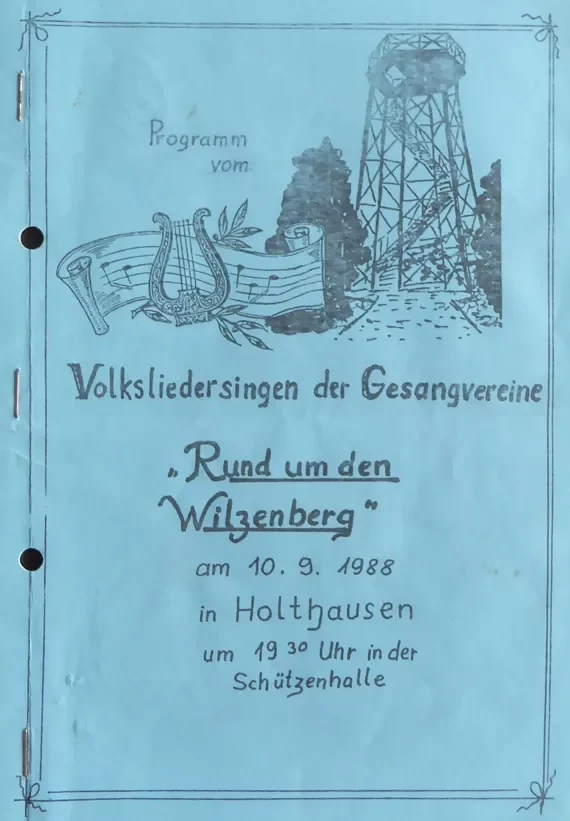 Programm
vom
Volksliedersingen der Gesangvereine
„Rund um den
Wilzenberg"
am 10. 9. 1988
in Holthausen
um 19 30 Uhr in der
Schützenhalle